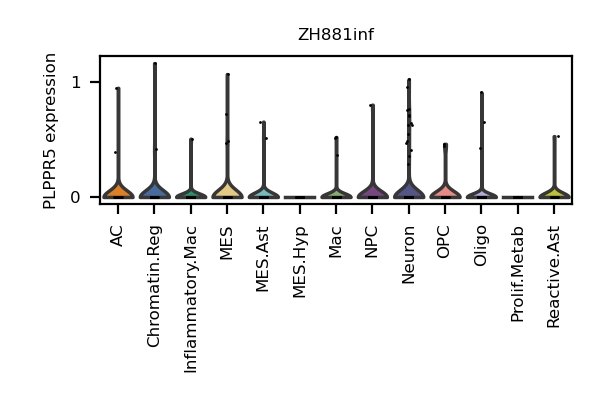 ZH881inf
PLPPR5 expression
1
0
AC
Chromatin.Reg
Inflammatory.Mac
MES
MES.Ast
MES.Hyp
Mac
NPC
Neuron
OPC
Oligo
Prolif.Metab
Reactive.Ast